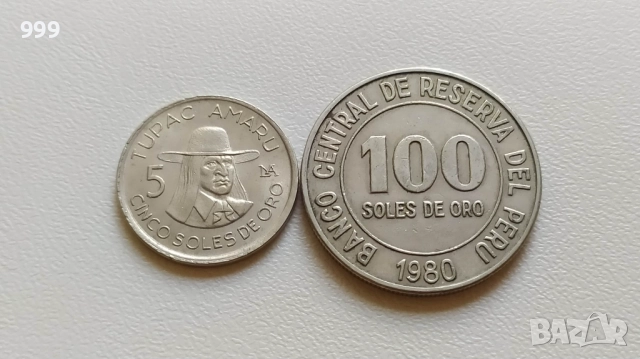 999
TUPAC AMARU
5
CINCO SOLES DE ORO
BANCO CENTRAL DE RESERVA DEL PERU
100
SOLES DE ORO
1980
BAZAR